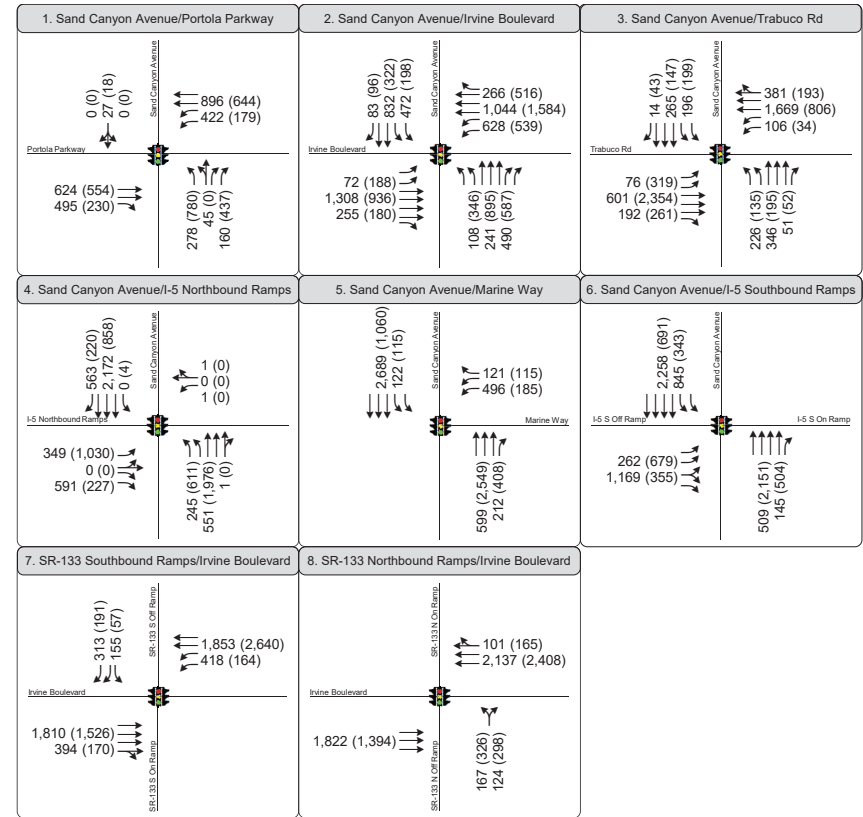 1. Sand Canyon Avenue/Portola Parkway
Sand Canyon Avenue
0 (0)
27 (18)
0 (0)
896 (644)
422 (179)
Portola Parkway
624 (554)
495 (230)
278 (780)
45 (0)
160 (437)
2. Sand Canyon Avenue/Irvine Boulevard
Sand Canyon Avenue
83 (96)
832 (322)
472 (198)
266 (516)
1,044 (1,584)
628 (539)
Irvine Boulevard
72 (188)
1,308 (936)
255 (180)
108 (346)
241 (895)
490 (587)
3. Sand Canyon Avenue/Trabuco Rd
Sand Canyon Avenue
14 (43)
265 (147)
196 (199)
381 (193)
1,669 (806)
106 (34)
Trabuco Rd
76 (319)
601 (2,354)
192 (261)
226 (135)
346 (195)
51 (52)
4. Sand Canyon Avenue/I-5 Northbound Ramps
Sand Canyon Avenue
563 (220)
2,172 (858)
0 (4)
1 (0)
0 (0)
1 (0)
I-5 Northbound Ramps
349 (1,030)
0 (0)
591 (227)
245 (611)
551 (1,976)
1 (0)
5. Sand Canyon Avenue/Marine Way
Sand Canyon Avenue
2,689 (1,060)
122 (115)
121 (115)
496 (185)
Marine Way
599 (2,549)
212 (408)
6. Sand Canyon Avenue/I-5 Southbound Ramps
Sand Canyon Avenue
2,258 (691)
845 (343)
I-5 S Off Ramp
I-5 S On Ramp
262 (679)
1,169 (355)
509 (2,151)
145 (504)
7. SR-133 Southbound Ramps/Irvine Boulevard
SR-133 S Off Ramp
313 (191)
155 (57)
1,853 (2,640)
418 (164)
Irvine Boulevard
1,810 (1,526)
394 (170)
SR-133 S On Ramp
8. SR-133 Northbound Ramps/Irvine Boulevard
SR-133 N On Ramp
101 (165)
2,137 (2,408)
Irvine Boulevard
1,822 (1,394)
SR-133 N Off Ramp
167 (326)
124 (298)